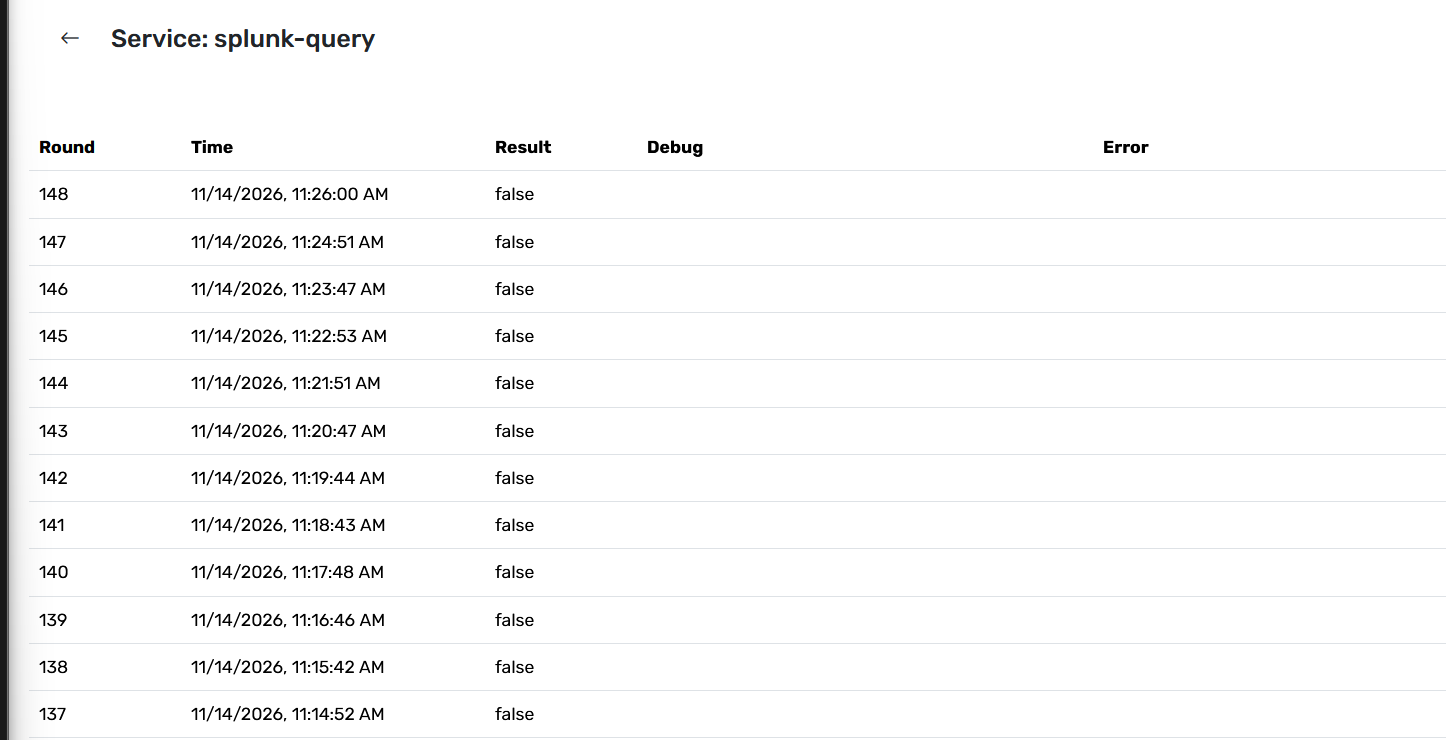 ← Service: splunk-query
Round Time Result Debug Error
148 11/14/2026, 11:26:00 AM false
147 11/14/2026, 11:24:51 AM false
146 11/14/2026, 11:23:47 AM false
145 11/14/2026, 11:22:53 AM false
144 11/14/2026, 11:21:51 AM false
143 11/14/2026, 11:20:47 AM false
142 11/14/2026, 11:19:44 AM false
141 11/14/2026, 11:18:43 AM false
140 11/14/2026, 11:17:48 AM false
139 11/14/2026, 11:16:46 AM false
138 11/14/2026, 11:15:42 AM false
137 11/14/2026, 11:14:52 AM false